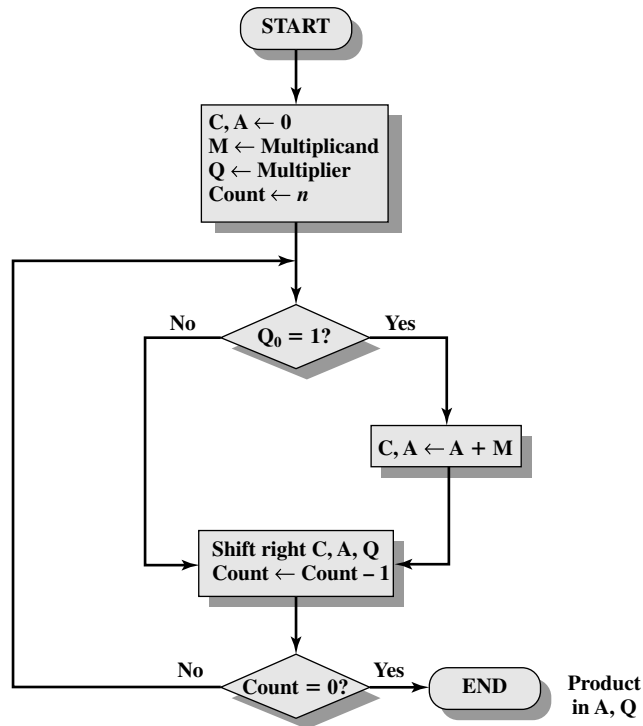 START
C, A ← 0
M ← Multiplicand
Q ← Multiplier
Count ← n
No
Q₀ = 1?
Yes
C, A ← A + M
Shift right C, A, Q
Count ← Count – 1
No
Count = 0?
Yes
END
Product
in A, Q